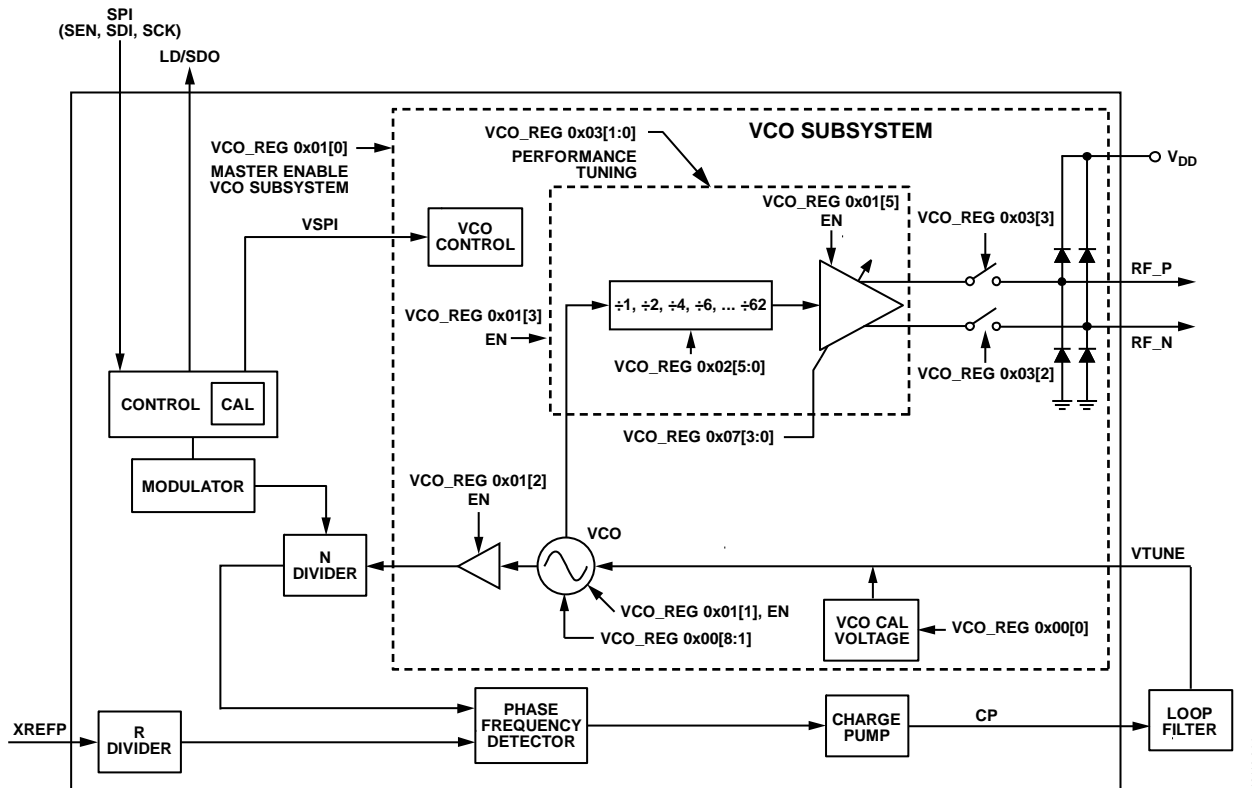 SPI
(SEN, SDI, SCK)
LD/SDO
VCO_REG 0x01[0]
MASTER ENABLE
VCO SUBSYSTEM
VCO_REG 0x03[1:0]
PERFORMANCE
TUNING
VCO SUBSYSTEM
VDD
VSPI
VCO
CONTROL
VCO_REG 0x01[5]
EN
VCO_REG 0x03[3]
RF_P
÷1, ÷2, ÷4, ÷6, ... ÷62
VCO_REG 0x01[3]
EN
RF_N
VCO_REG 0x02[5:0]
VCO_REG 0x03[2]
CONTROL
CAL
VCO_REG 0x07[3:0]
MODULATOR
VCO_REG 0x01[2]
EN
VCO
N
DIVIDER
VTUNE
VCO_REG 0x01[1], EN
VCO_REG 0x00[8:1]
VCO CAL
VOLTAGE
VCO_REG 0x00[0]
XREFP
R
DIVIDER
PHASE
FREQUENCY
DETECTOR
CHARGE
PUMP
CP
LOOP
FILTER